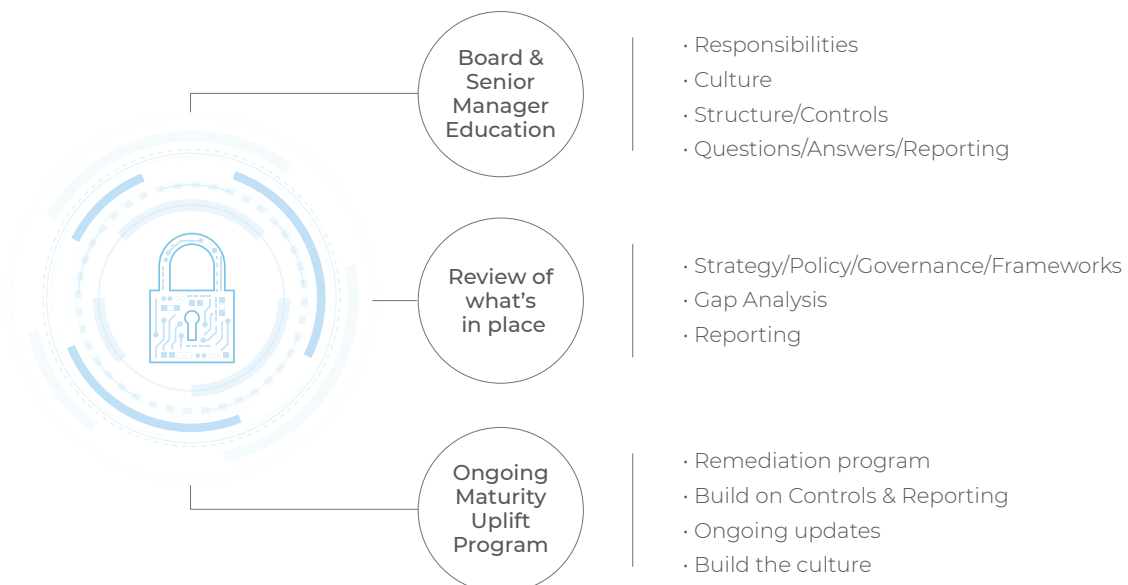 Board &
Senior
Manager
Education
· Responsibilities
· Culture
· Structure/Controls
· Questions/Answers/Reporting
Review of
what’s
in place
· Strategy/Policy/Governance/Frameworks
· Gap Analysis
· Reporting
Ongoing
Maturity
Uplift
Program
· Remediation program
· Build on Controls & Reporting
· Ongoing updates
· Build the culture